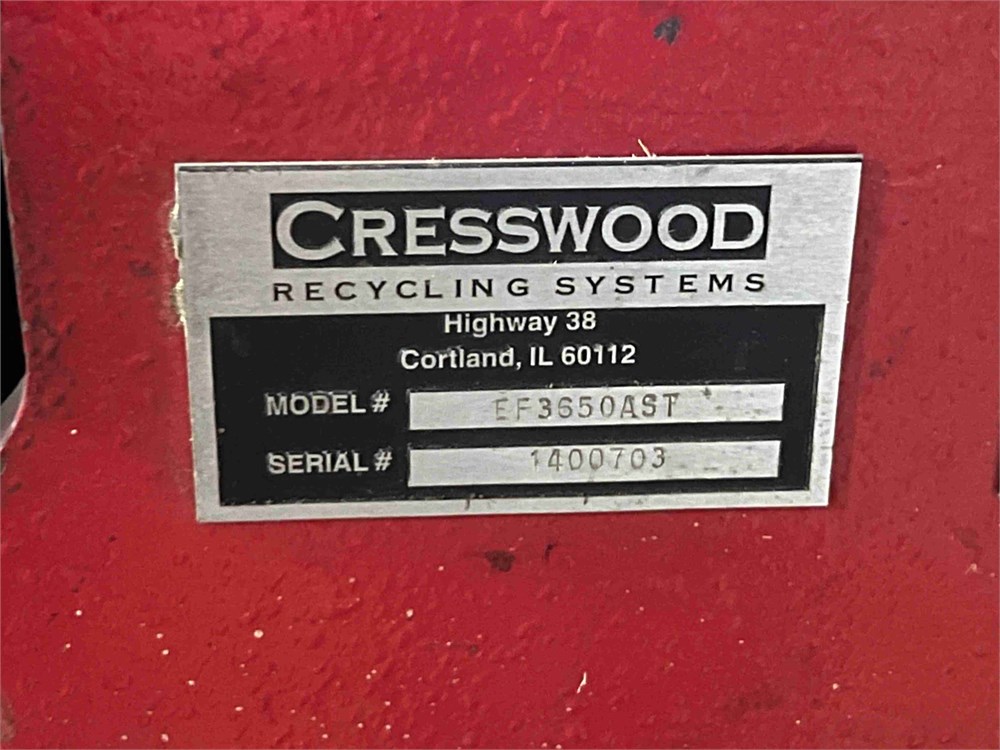 CRESSWOOD
RECYCLING SYSTEMS
Highway 38
Cortland, IL 60112
MODEL # EF3650AST
SERIAL # 1400703